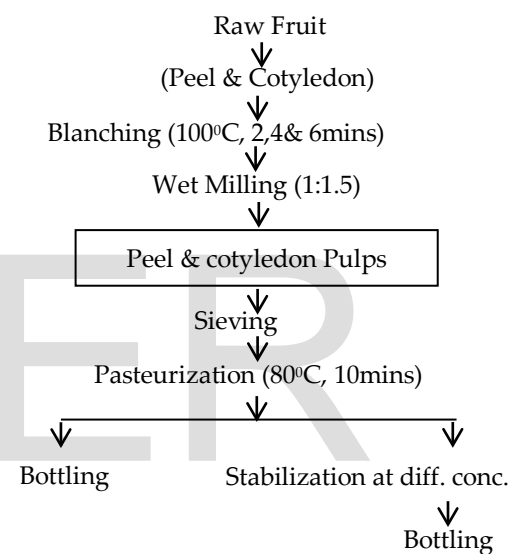 Raw Fruit
(Peel & Cotyledon)
Blanching (100⁰C, 2,4& 6mins)
Wet Milling (1:1.5)
Peel & cotyledon Pulps
Sieving
Pasteurization (80⁰C, 10mins)
Bottling
Stabilization at diff. conc.
Bottling
ER